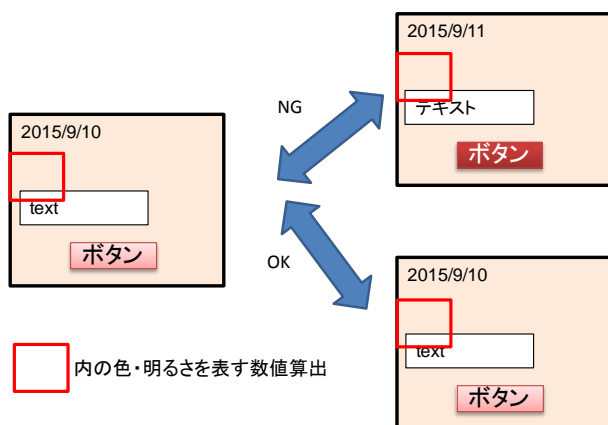 2015/9/10
text
ボタン
NG
OK
2015/9/11
テキスト
ボタン
2015/9/10
text
ボタン
内の色・明るさを表す数値算出